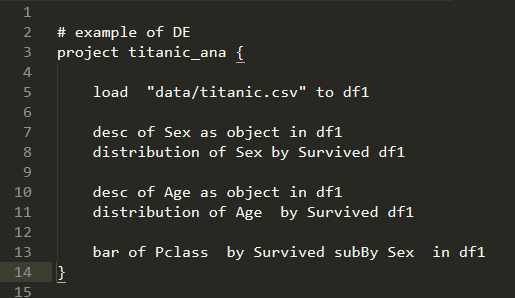 1
2 # example of DE
3 project titanic_ana {
4
5 load "data/titanic.csv" to df1
6
7 desc of Sex as object in df1
8 distribution of Sex by Survived df1
9
10 desc of Age as object in df1
11 distribution of Age by Survived df1
12
13 bar of Pclass by Survived subBy Sex in df1
14 }
15